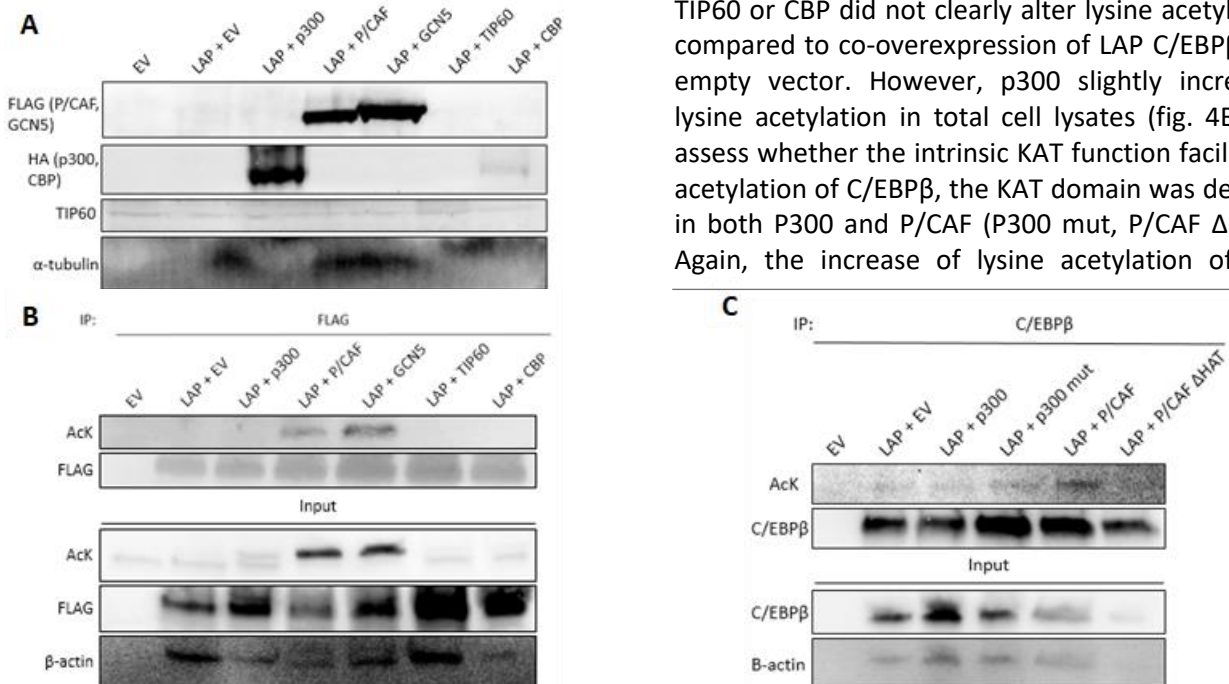 TIP60 or CBP did not clearly alter lysine acetyl
compared to co-overexpression of LAP C/EBPβ
empty vector. However, p300 slightly incre
lysine acetylation in total cell lysates (fig. 4B
assess whether the intrinsic KAT function facil
acetylation of C/EBPβ, the KAT domain was de
in both P300 and P/CAF (P300 mut, P/CAF Δ
Again, the increase of lysine acetylation of
A
EV
LAP + EV
LAP + p300
LAP + P/CAF
LAP + GCN5
LAP + TIP60
LAP + CBP
FLAG (P/CAF,
GCN5)
HA (p300,
CBP)
TIP60
α-tubulin
B
IP:
FLAG
EV
LAP + EV
LAP + p300
LAP + P/CAF
LAP + GCN5
LAP + TIP60
LAP + CBP
AcK
FLAG
Input
AcK
FLAG
β-actin
C
IP:
C/EBPβ
EV
LAP + EV
LAP + p300
LAP + p300 mut
LAP + P/CAF
LAP + P/CAF ΔHAT
AcK
C/EBPβ
Input
C/EBPβ
B-actin